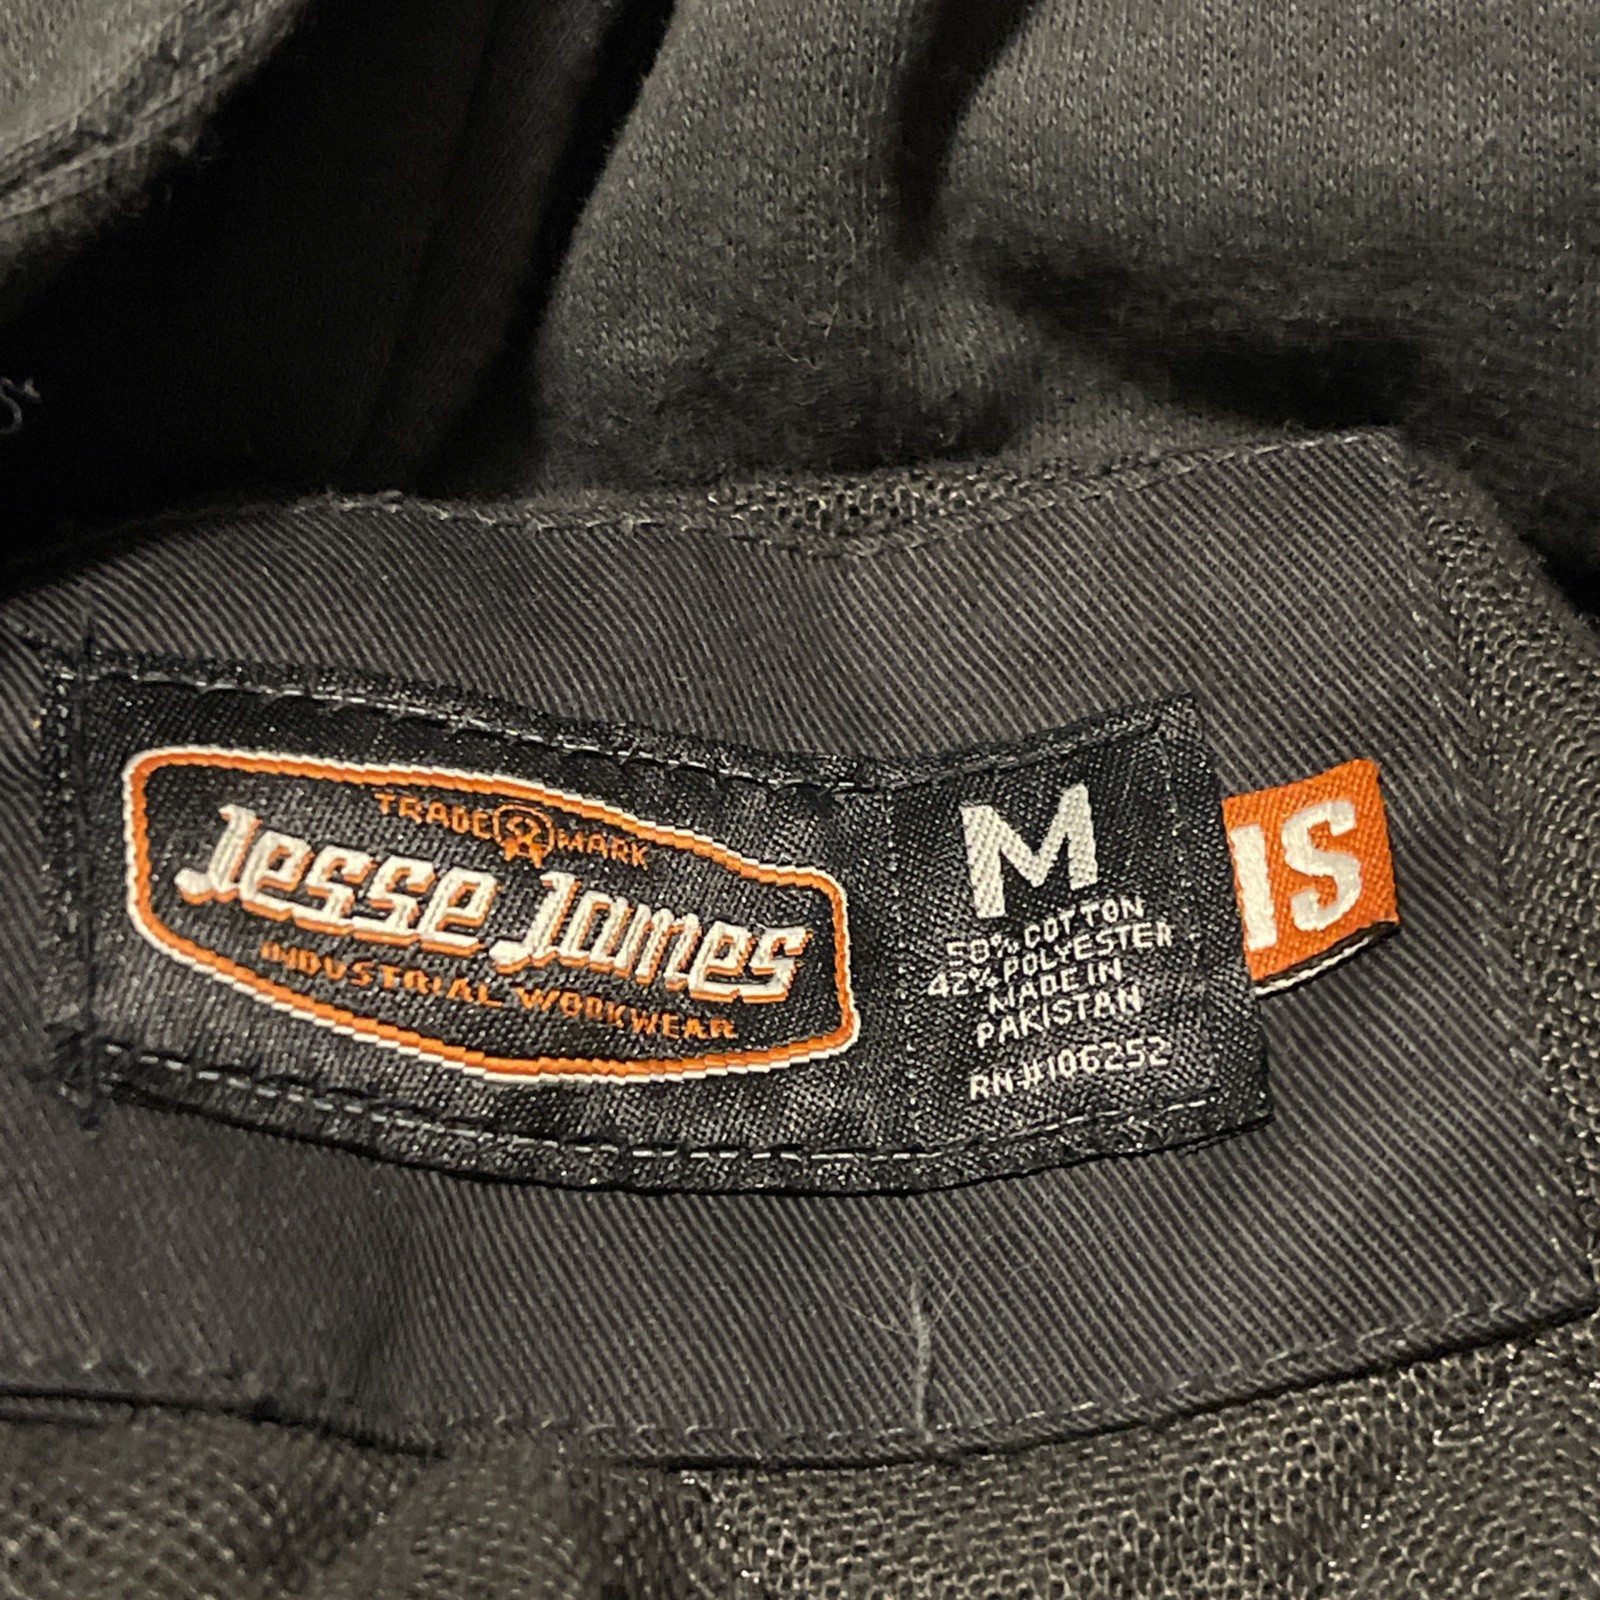 TRADE MARK
Jesse James
INDUSTRIAL WORKWEAR
M
58% COTTON
42% POLYESTER
MADE IN
PAKISTAN
RN#106252
IS